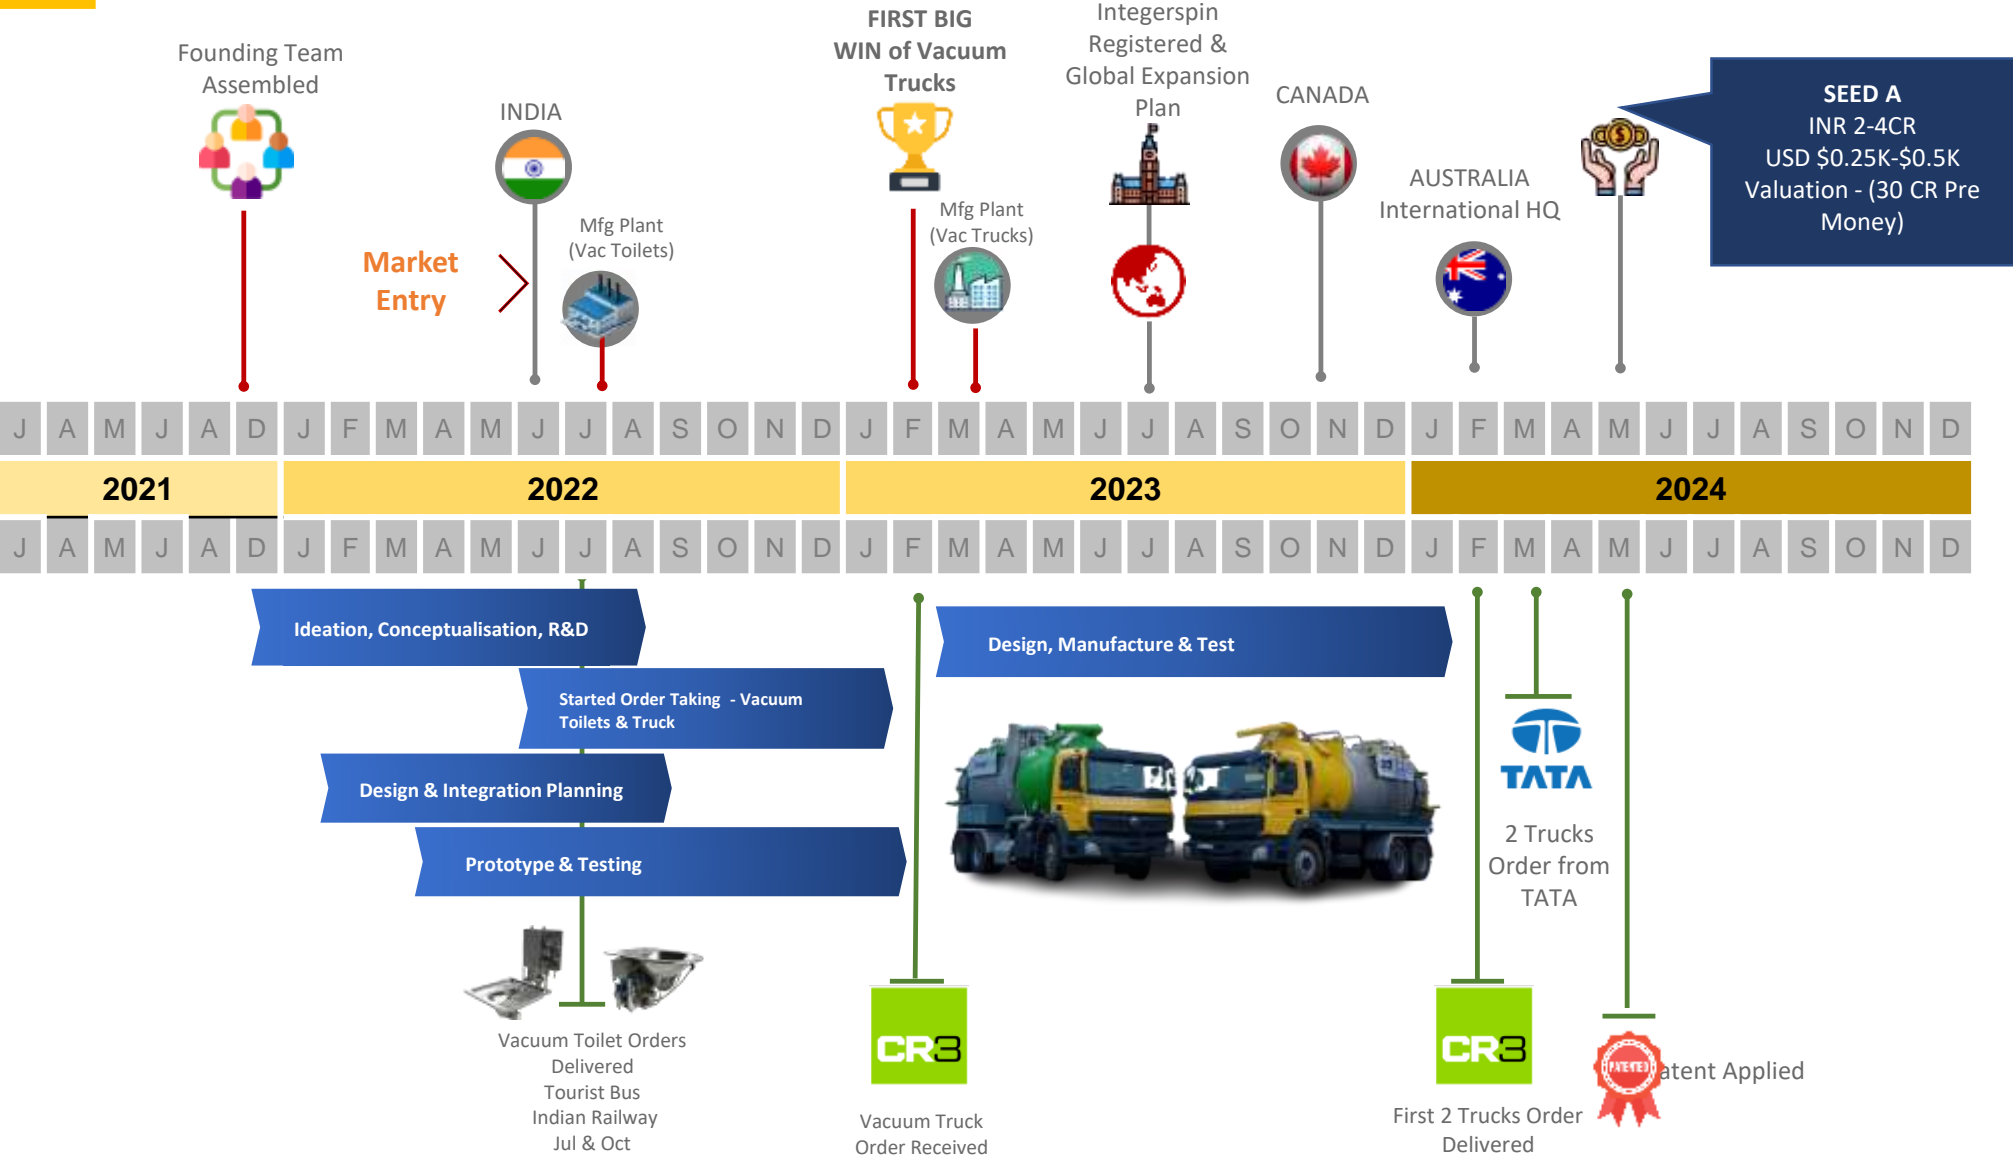 Founding Team
Assembled
INDIA
Mfg Plant
(Vac Toilets)
Market
Entry
FIRST BIG
WIN of Vacuum
Trucks
Mfg Plant
(Vac Trucks)
Integerspin
Registered &
Global Expansion
Plan
CANADA
AUSTRALIA
International HQ
SEED A
INR 2-4CR
USD $0.25K-$0.5K
Valuation - (30 CR Pre
Money)
J A M J A D J F M A M J J A S O N D J F M A M J J A S O N D J F M A M J J A S O N D
2021 2022 2023 2024
J A M J A D J F M A M J J A S O N D J F M A M J J A S O N D J F M A M J J A S O N D
Ideation, Conceptualisation, R&D
Started Order Taking - Vacuum
Toilets & Truck
Design & Integration Planning
Prototype & Testing
Design, Manufacture & Test
Vacuum Toilet Orders
Delivered
Tourist Bus
Indian Railway
Jul & Oct
CR3
Vacuum Truck
Order Received
CR3
First 2 Trucks Order
Delivered
TATA
2 Trucks
Order from
TATA
PATENTED
atent Applied